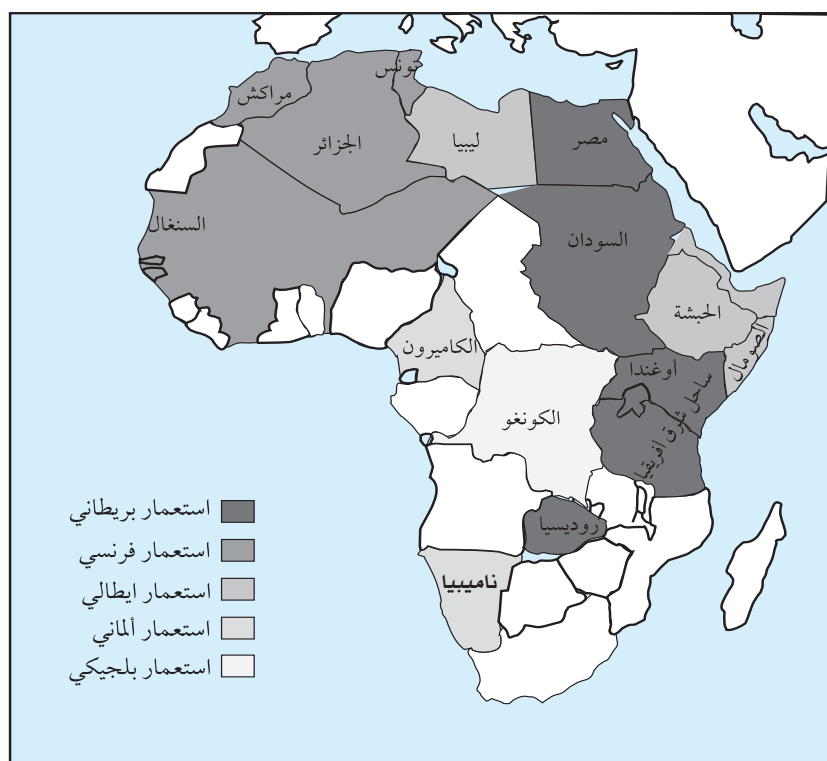 تونس
مراكش
الجزائر
ليبيا
مصر
السنغال
السودان
الحبشة
الصومال
الكاميرون
أوغندا
ساحل شرق افريقيا
الكونغو
روديسيا
ناميبيا
استعمار بريطاني
استعمار فرنسي
استعمار ايطالي
استعمار ألماني
استعمار بلجيكي